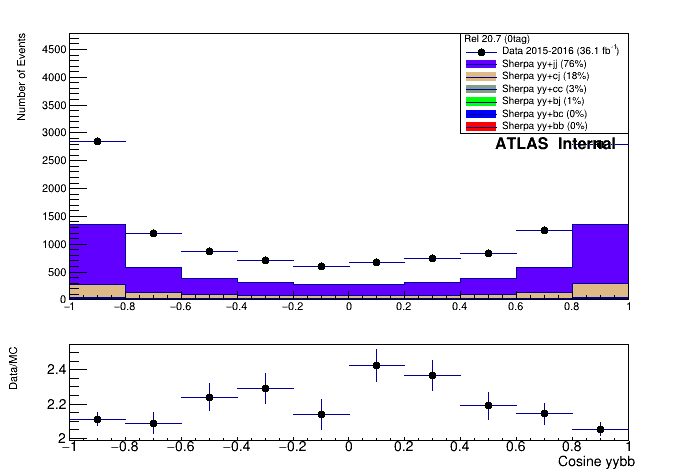 Rel 20.7 (0tag)
Data 2015-2016 (36.1 fb⁻¹)
Sherpa yy+jj (76%)
Sherpa yy+cj (18%)
Sherpa yy+cc (3%)
Sherpa yy+bj (1%)
Sherpa yy+bc (0%)
Sherpa yy+bb (0%)
ATLAS Internal
Number of Events
4500
4000
3500
3000
2500
2000
1500
1000
500
0
−1 −0.8 −0.6 −0.4 −0.2 0 0.2 0.4 0.6 0.8 1
Data/MC
2.4
2.2
2
−1 −0.8 −0.6 −0.4 −0.2 0 0.2 0.4 0.6 0.8 1
Cosine yybb